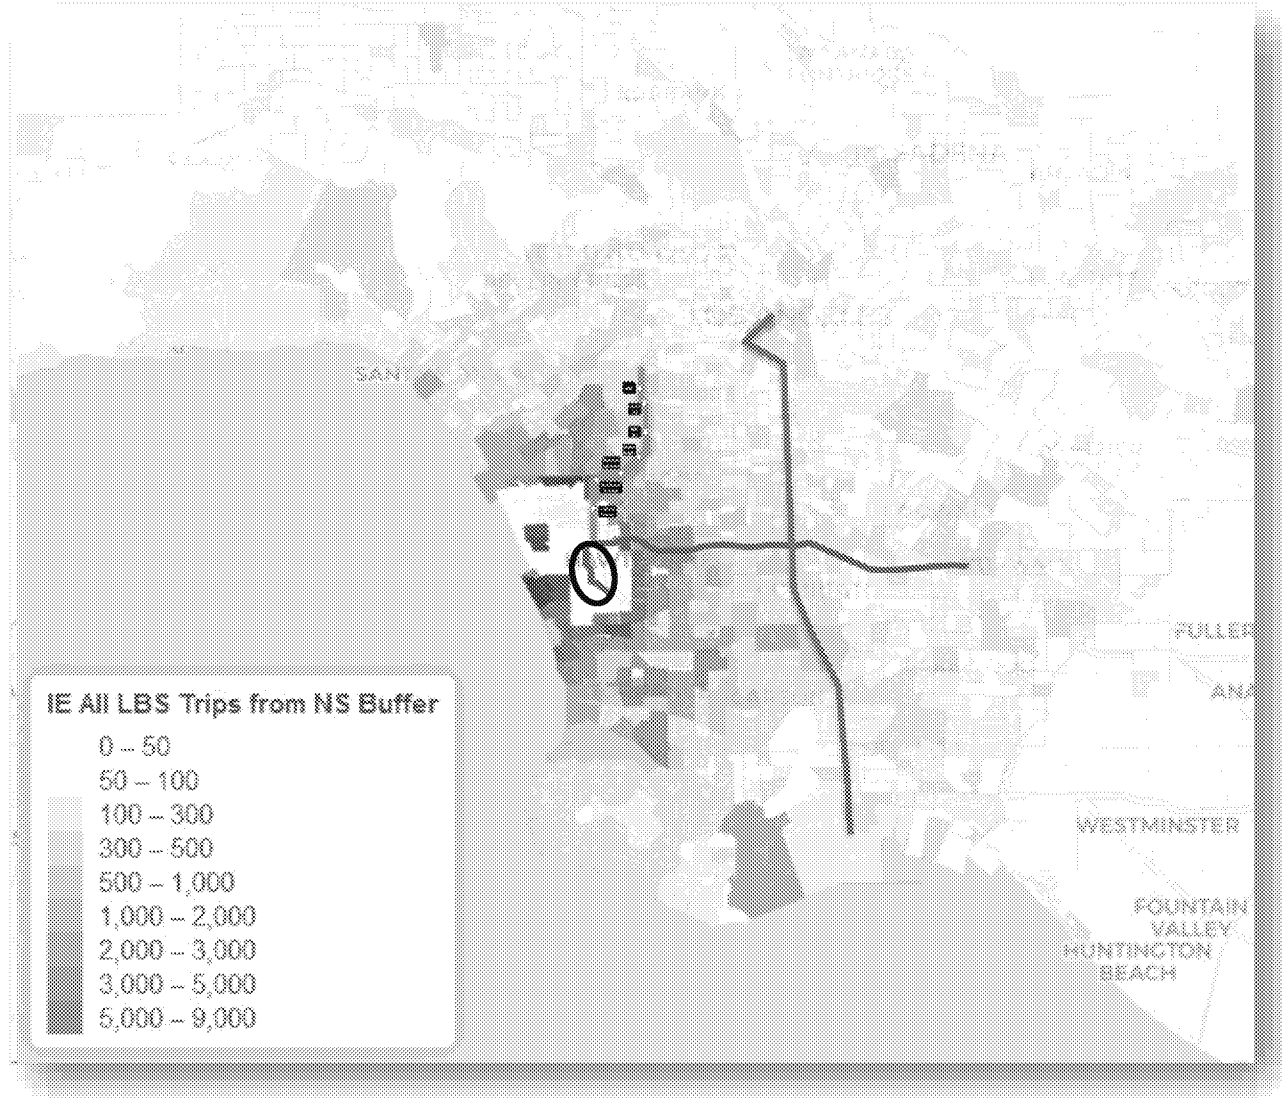 BURBANK
SANT
FULLER
ANA
WESTMINSTER
FOUNTAIN
VALLEY
HUNTINGTON
BEACH
IE All LBS Trips from NS Buffer
0 – 50
50 – 100
100 – 300
300 – 500
500 – 1,000
1,000 – 2,000
2,000 – 3,000
3,000 – 5,000
5,000 – 9,000